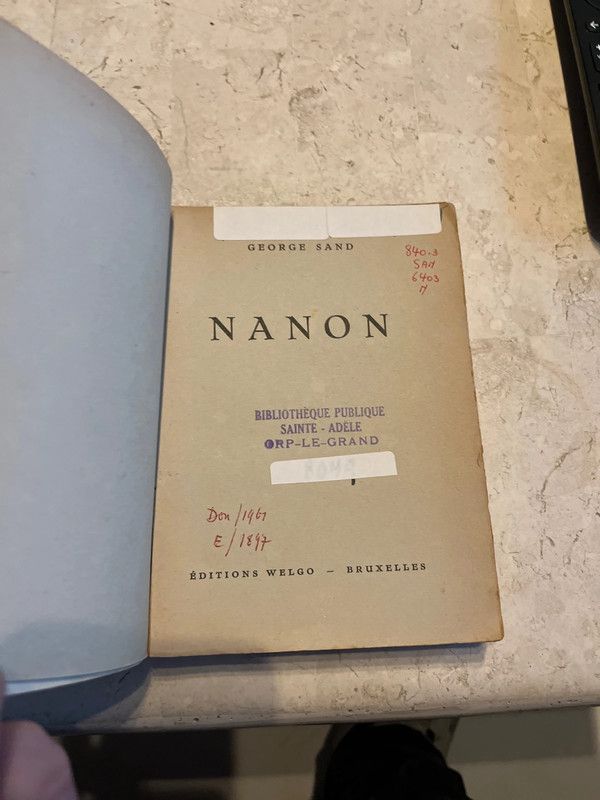 GEORGE SAND
840.3
SAN
6403
N
NANON
BIBLIOTHÈQUE PUBLIQUE
SAINTE - ADÈLE
ORP-LE-GRAND
Don/1961
E/1897
ÉDITIONS WELGO — BRUXELLES